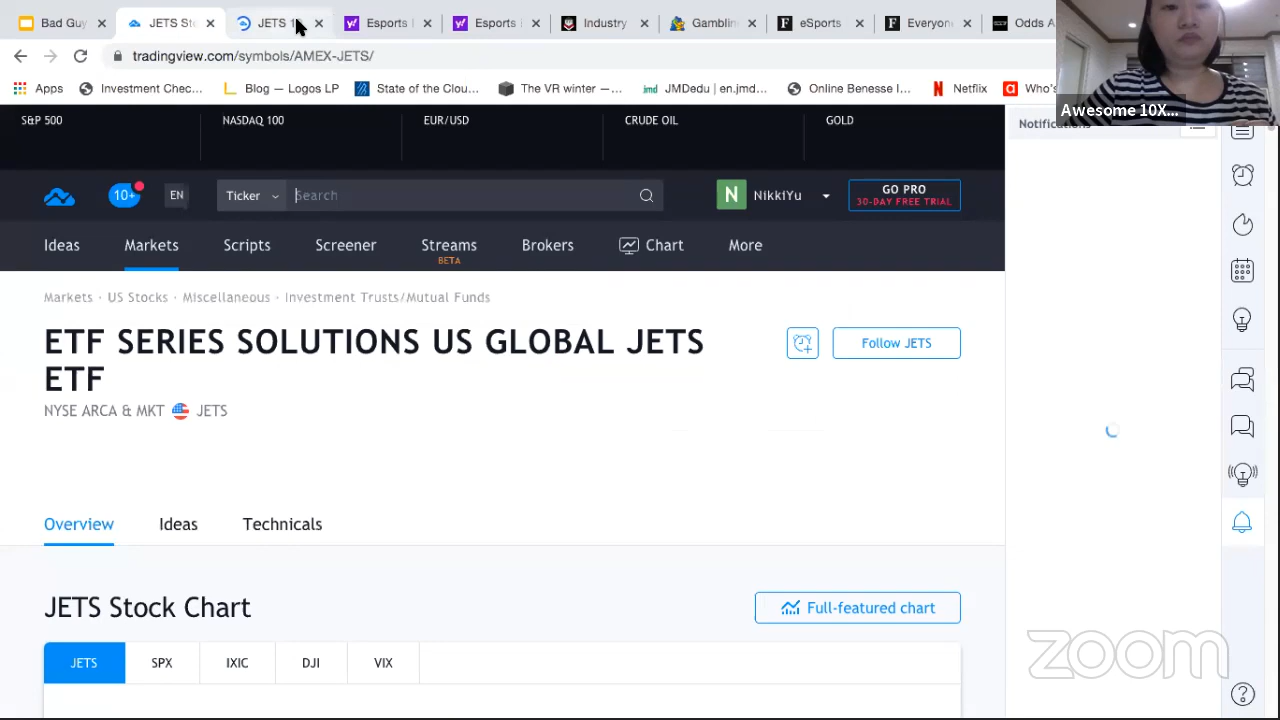 Bad Guy
JETS St
JETS 1
Esports
Esports
Industry
Gamblin
eSports
Everyon
Odds A
tradingview.com/symbols/AMEX-JETS/
Apps
Investment Chec...
Blog — Logos LP
State of the Clou...
The VR winter — ...
jmd
JMDedu | en.jmd...
Online Benesse I...
Netflix
Who's
Awesome 10X...
S&P 500
NASDAQ 100
EUR/USD
CRUDE OIL
GOLD
Notifications
10+
EN
Ticker
Search
N
NikkiYu
GO PRO
30-DAY FREE TRIAL
Ideas
Markets
Scripts
Screener
Streams
BETA
Brokers
Chart
More
Markets · US Stocks · Miscellaneous · Investment Trusts/Mutual Funds
ETF SERIES SOLUTIONS US GLOBAL JETS
ETF
Follow JETS
NYSE ARCA & MKT JETS
Overview
Ideas
Technicals
JETS Stock Chart
Full-featured chart
JETS
SPX
IXIC
DJI
VIX
zoom